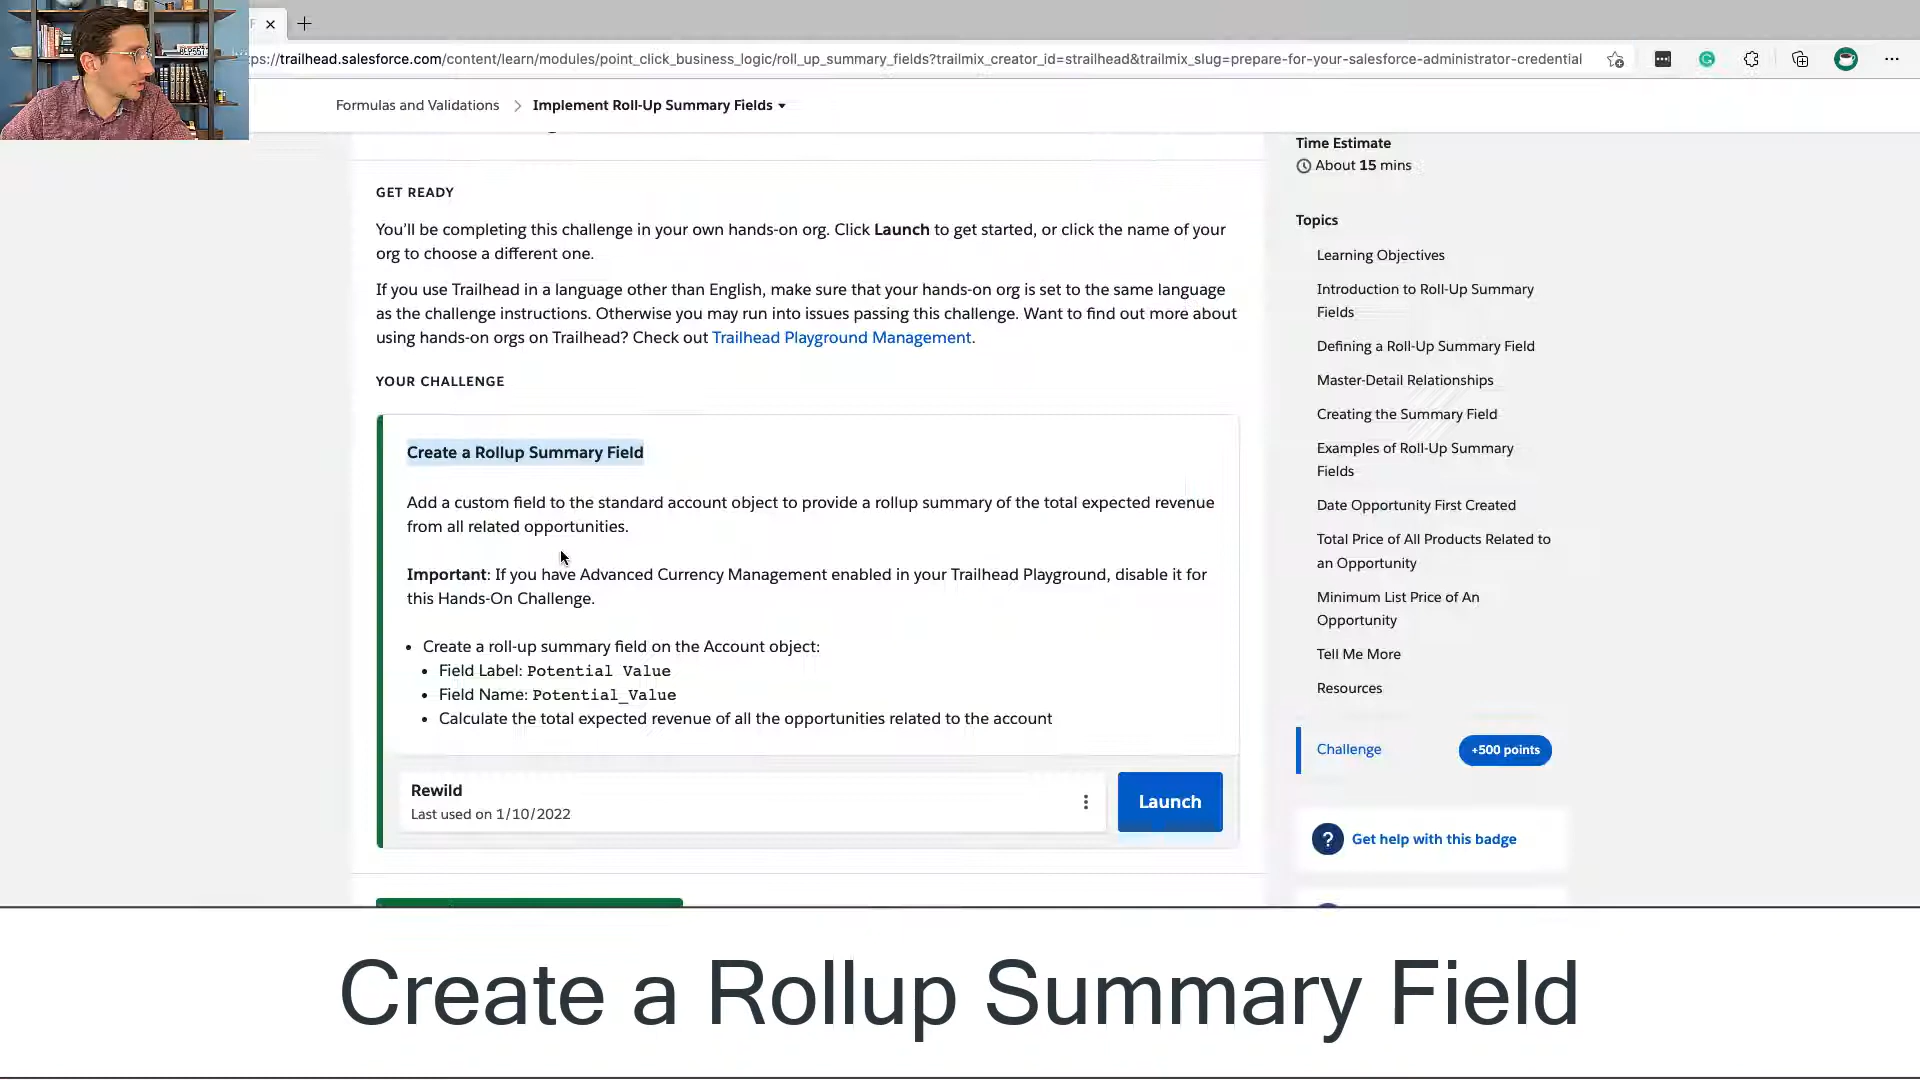 ps://trailhead.salesforce.com/content/learn/modules/point_click_business_logic/roll_up_summary_fields?trailmix_creator_id=strailhead&trailmix_slug=prepare-for-your-salesforce-administrator-credential
Formulas and Validations
Implement Roll-Up Summary Fields
GET READY
You'll be completing this challenge in your own hands-on org. Click Launch to get started, or click the name of your
org to choose a different one.
If you use Trailhead in a language other than English, make sure that your hands-on org is set to the same language
as the challenge instructions. Otherwise you may run into issues passing this challenge. Want to find out more about
using hands-on orgs on Trailhead? Check out Trailhead Playground Management.
YOUR CHALLENGE
Create a Rollup Summary Field
Add a custom field to the standard account object to provide a rollup summary of the total expected revenue
from all related opportunities.
Important: If you have Advanced Currency Management enabled in your Trailhead Playground, disable it for
this Hands-On Challenge.
• Create a roll-up summary field on the Account object:
• Field Label: Potential Value
• Field Name: Potential_Value
• Calculate the total expected revenue of all the opportunities related to the account
Rewild
Last used on 1/10/2022
Launch
Time Estimate
About 15 mins
Topics
Learning Objectives
Introduction to Roll-Up Summary
Fields
Defining a Roll-Up Summary Field
Master-Detail Relationships
Creating the Summary Field
Examples of Roll-Up Summary
Fields
Date Opportunity First Created
Total Price of All Products Related to
an Opportunity
Minimum List Price of An
Opportunity
Tell Me More
Resources
Challenge
+500 points
? Get help with this badge
Create a Rollup Summary Field